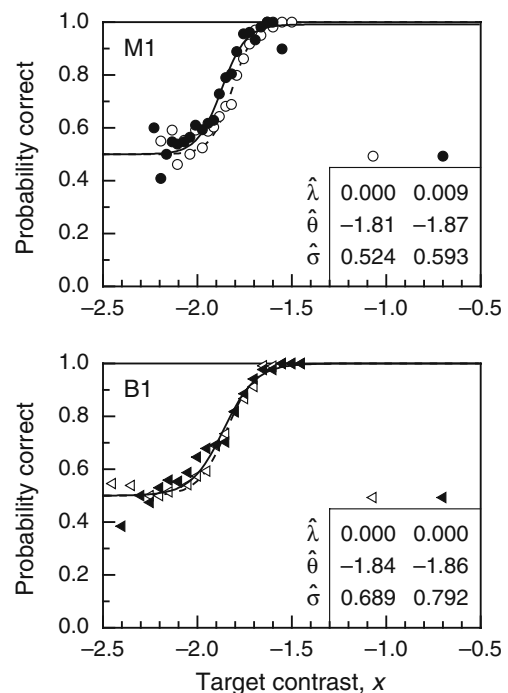 M1
Probability correct
1.0
0.8
0.6
0.4
0.2
0.0
λ̂ 0.000 0.009
θ̂ −1.81 −1.87
σ̂ 0.524 0.593
−2.5 −2.0 −1.5 −1.0 −0.5
B1
Probability correct
1.0
0.8
0.6
0.4
0.2
0.0
λ̂ 0.000 0.000
θ̂ −1.84 −1.86
σ̂ 0.689 0.792
−2.5 −2.0 −1.5 −1.0 −0.5
Target contrast, x